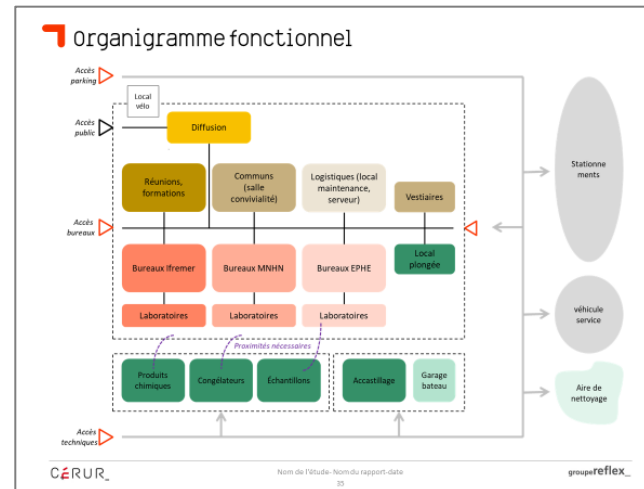 Organigramme fonctionnel
Accès
parking
Local
vélo
Accès
public
Diffusion
Stationne
ments
Réunions,
formations
Communs
(salle
convivialité)
Logistiques (local
maintenance,
serveur)
Vestiaires
Accès
bureaux
Bureaux Ifremer
Bureaux MNHN
Bureaux EPHE
Local
plongée
Laboratoires
Laboratoires
Laboratoires
véhicule
service
Proximités nécessaires
Produits
chimiques
Congélateurs
Échantillons
Accastillage
Garage
bateau
Aire de
nettoyage
Accès
techniques
CÉRUR_
Nom de l'étude- Nom du rapport-date
groupereflex_
35